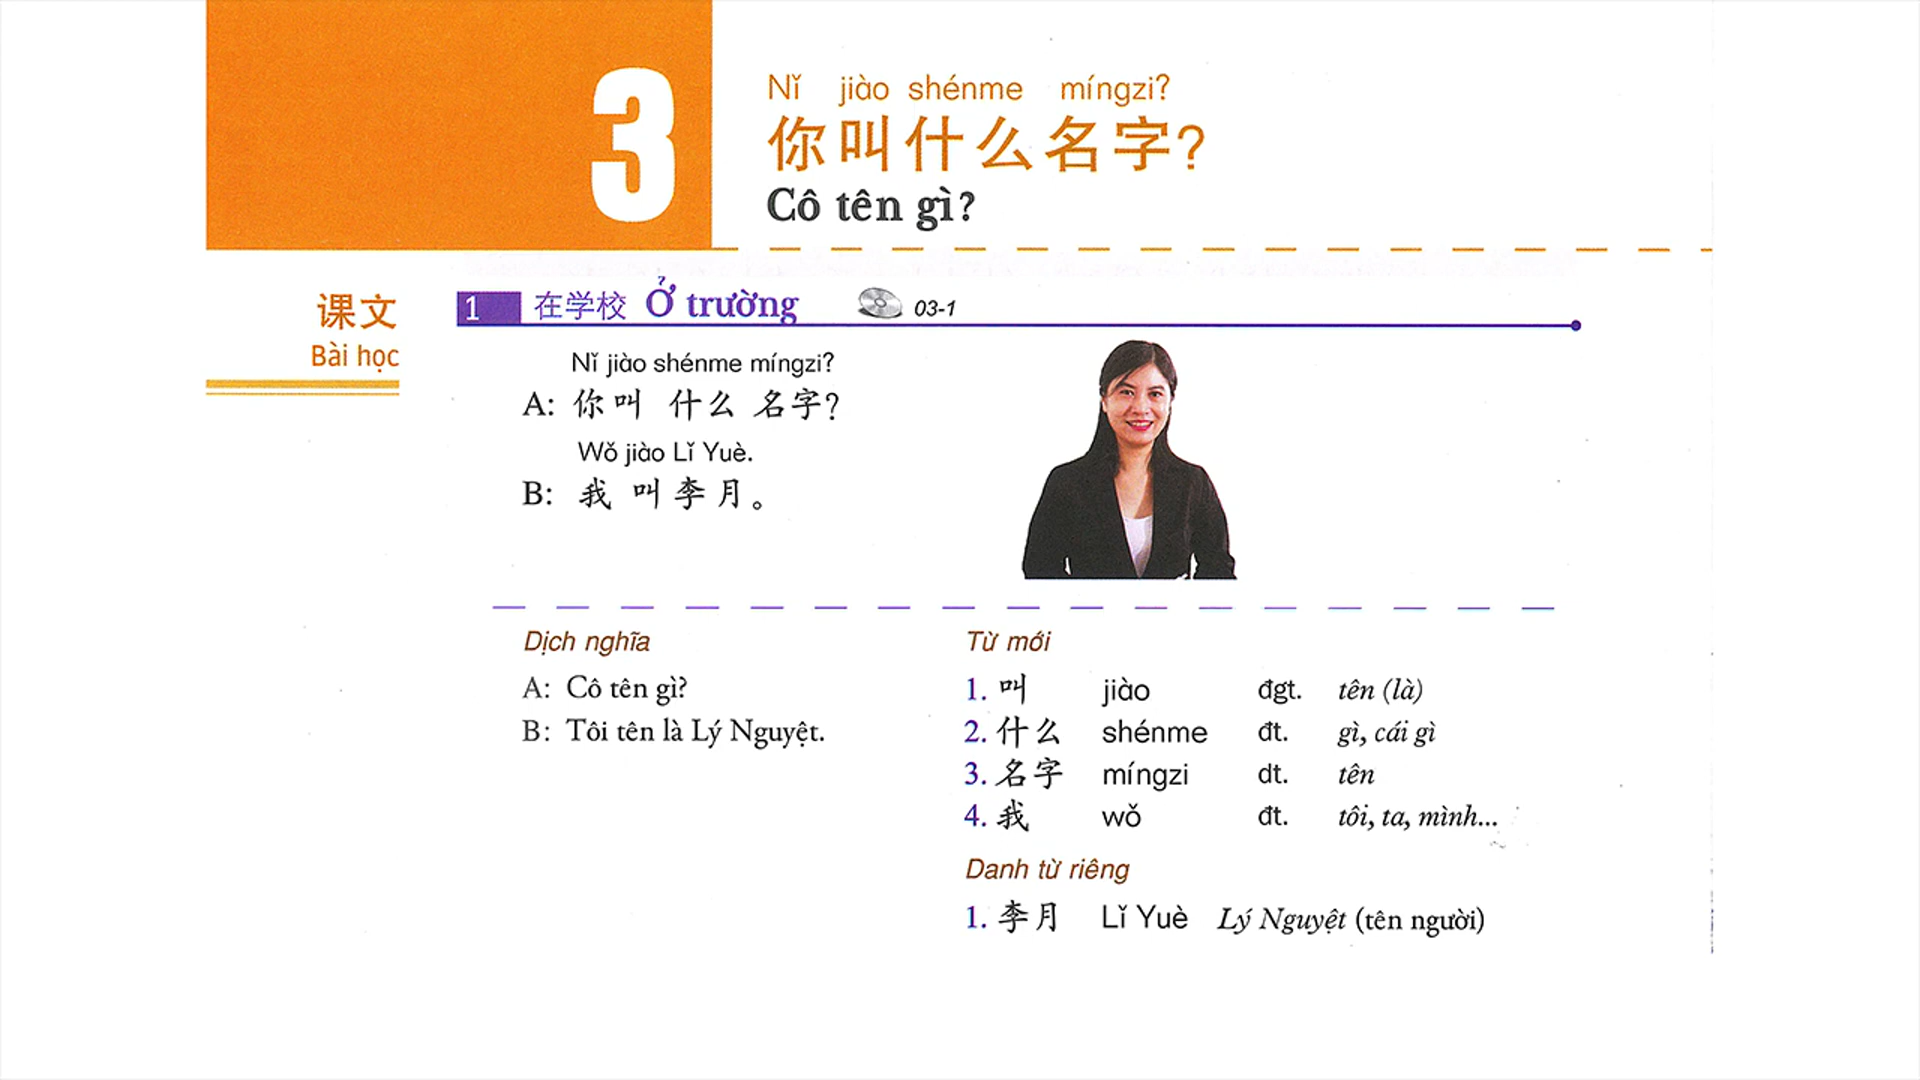 3
Nǐ jiào shénme míngzi?
你叫什么名字?
Cô tên gì?
课文
Bài học
1 在学校 Ở trường 03-1
Nǐ jiào shénme míngzi?
A: 你叫 什么 名字?
Wǒ jiào Lǐ Yuè.
B: 我 叫 李 月。
Dịch nghĩa
A: Cô tên gì?
B: Tôi tên là Lý Nguyệt.
Từ mới
1. 叫 jiào đgt. tên (là)
2. 什么 shénme đt. gì, cái gì
3. 名字 míngzi dt. tên
4. 我 wǒ đt. tôi, ta, mình...
Danh từ riêng
1. 李月 Lǐ Yuè Lý Nguyệt (tên người)